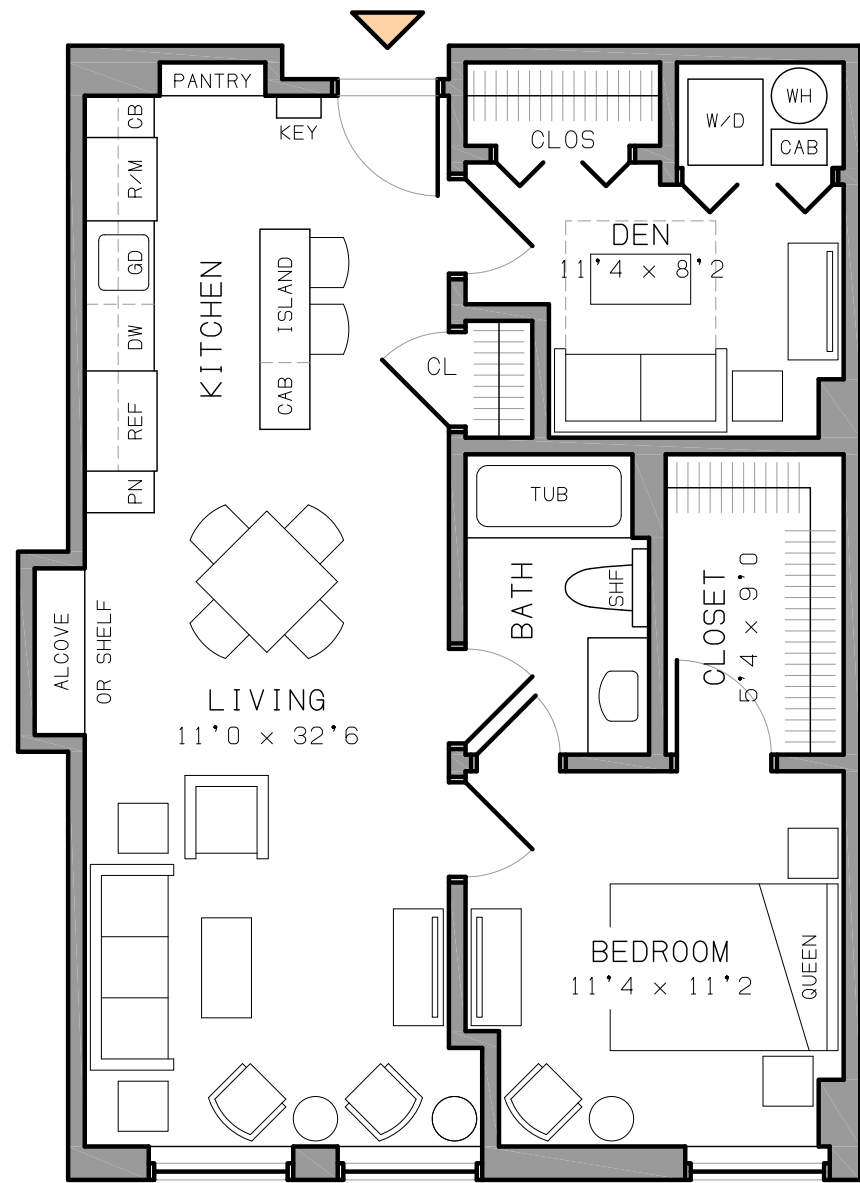 PANTRY
KEY
CB
R/M
GD
DW
REF
PN
KITCHEN
ISLAND
CAB
CLOS
W/D
WH
CAB
DEN
11'4 x 8'2
CL
TUB
BATH
SHF
CLOSET
5'4 x 9'0
ALCOVE
OR SHELF
LIVING
11'0 x 32'6
BEDROOM
11'4 x 11'2
QUEEN